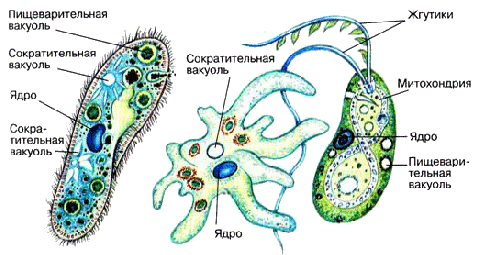 Пищеварительная
вакуоль
Сократительная
вакуоль
Ядро
Сокра-
тительная
вакуоль
Сократительная
вакуоль
Ядро
Жгутики
Митохондрия
Ядро
Пищевари-
тельная
вакуоль